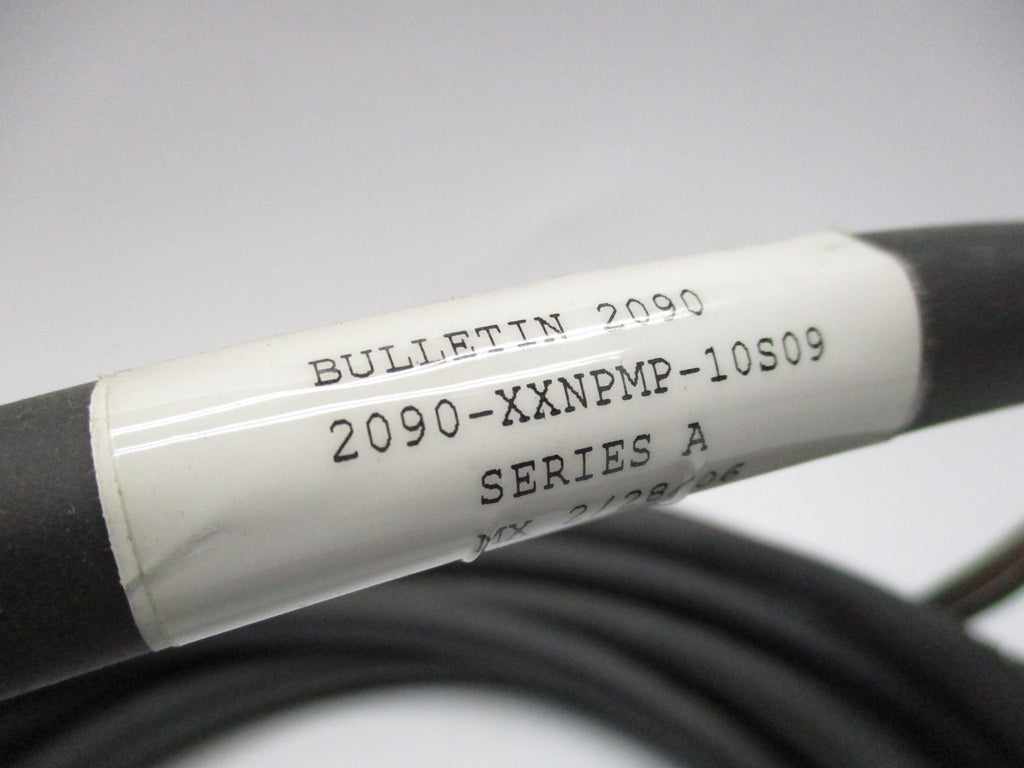 BULLETIN 2090
2090-XXNPMP-10S09
SERIES A
MX 2/28/06